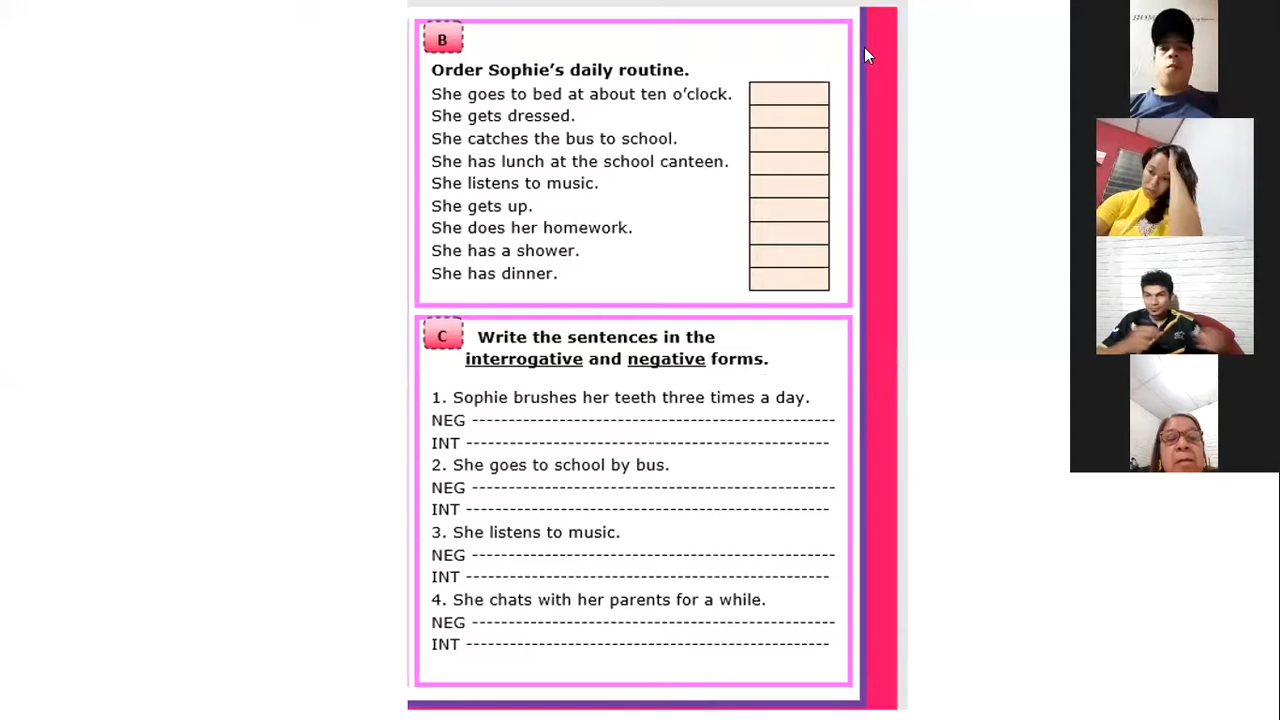 B
Order Sophie's daily routine.
She goes to bed at about ten o'clock.
She gets dressed.
She catches the bus to school.
She has lunch at the school canteen.
She listens to music.
She gets up.
She does her homework.
She has a shower.
She has dinner.
C
Write the sentences in the
interrogative and negative forms.
1. Sophie brushes her teeth three times a day.
NEG ------------------------------------------------
INT ------------------------------------------------
2. She goes to school by bus.
NEG ------------------------------------------------
INT ------------------------------------------------
3. She listens to music.
NEG ------------------------------------------------
INT ------------------------------------------------
4. She chats with her parents for a while.
NEG ------------------------------------------------
INT ------------------------------------------------